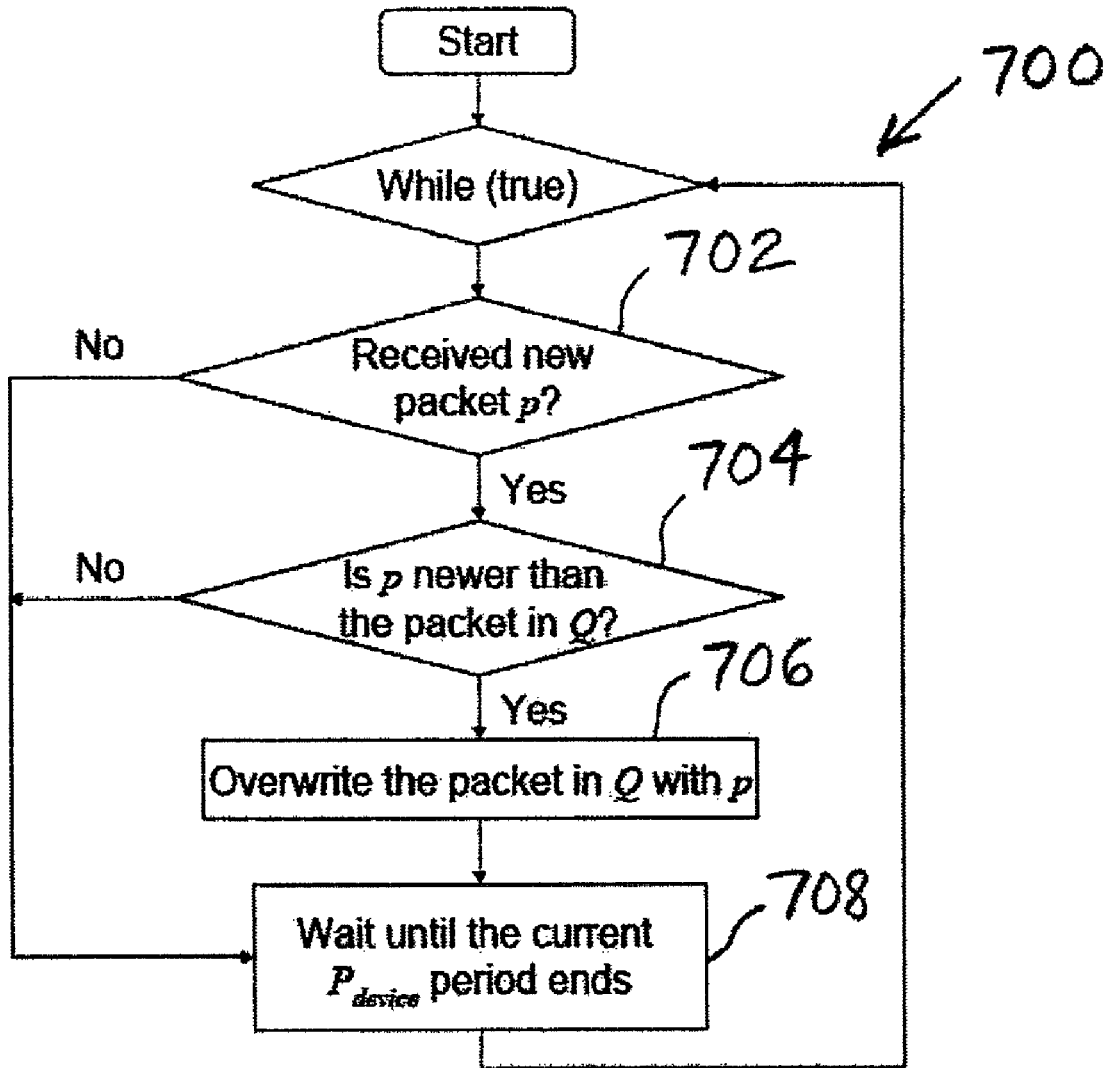 Start
700
While (true)
702
No
Received new
packet p?
704
Yes
No
Is p newer than
the packet in Q?
706
Yes
Overwrite the packet in Q with p
708
Wait until the current
P_device period ends